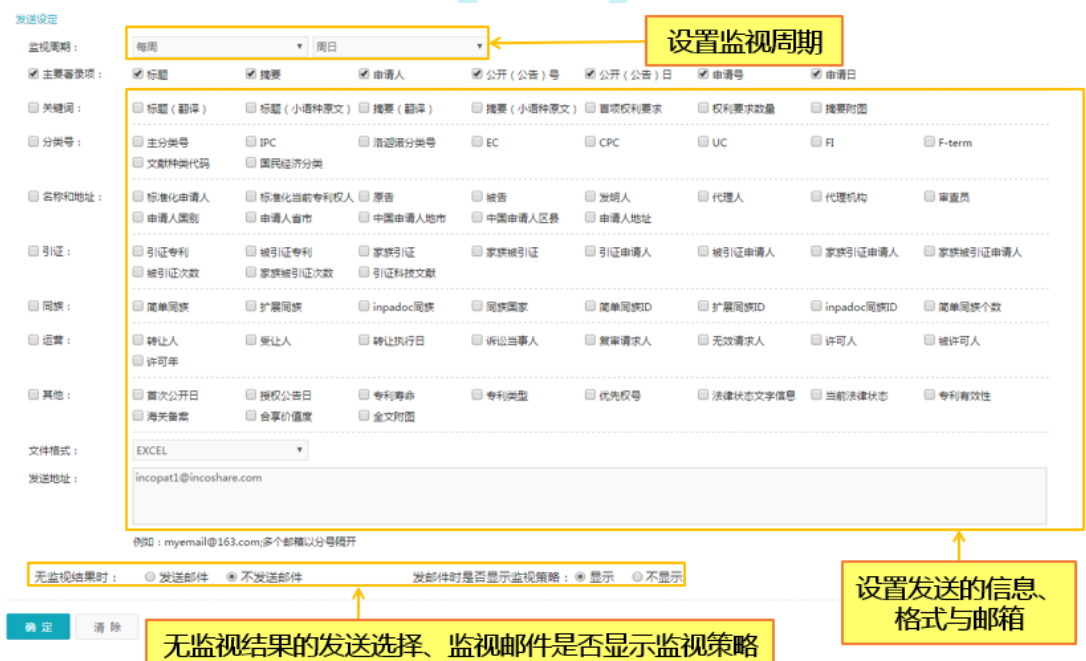 发送设定
监视周期： 每周 周日
设置监视周期
主要著录项： 标题 摘要 申请人 公开（公告）号 公开（公告）日 申请号 申请日
关键词： 标题（翻译） 标题（小语种原文） 摘要（翻译） 摘要（小语种原文） 首项权利要求 权利要求数量 摘要附图
分类号： 主分类号 IPC 洛迦诺分类号 EC CPC UC FI F-term
文献种类代码 国民经济分类
名称和地址： 标准化申请人 标准化当前专利权人 原告 被告 发明人 代理人 代理机构 审查员
申请人国别 申请人省市 中国申请人地市 中国申请人区县 申请人地址
引证： 引证专利 被引证专利 家族引证 家族被引证 引证申请人 被引证申请人 家族引证申请人 家族被引证申请人
被引证次数 家族被引证次数 引证科技文献
同族： 简单同族 扩展同族 inpadoc同族 同族国家 简单同族ID 扩展同族ID inpadoc同族ID 简单同族个数
运营： 转让人 受让人 转让执行日 诉讼当事人 复审请求人 无效请求人 许可人 被许可人
许可年
其他： 首次公开日 授权公告日 专利寿命 专利类型 优先权号 法律状态文字信息 当前法律状态 专利有效性
海关备案 合享价值度 全文附图
文件格式： EXCEL
发送地址： incopat1@incoshare.com
例如：myemail@163.com;多个邮箱以分号隔开
无监视结果时： 发送邮件 不发送邮件 发邮件时是否显示监视策略： 显示 不显示
设置发送的信息、
格式与邮箱
确 定 清 除
无监视结果的发送选择、监视邮件是否显示监视策略